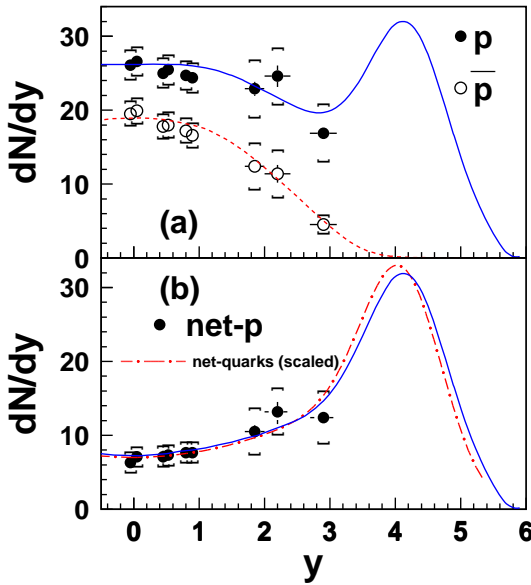 30
20
10
0
dN/dy
p
p̅
(a)
(b)
net-p
net-quarks (scaled)
30
20
10
0
dN/dy
0 1 2 3 4 5 6
y